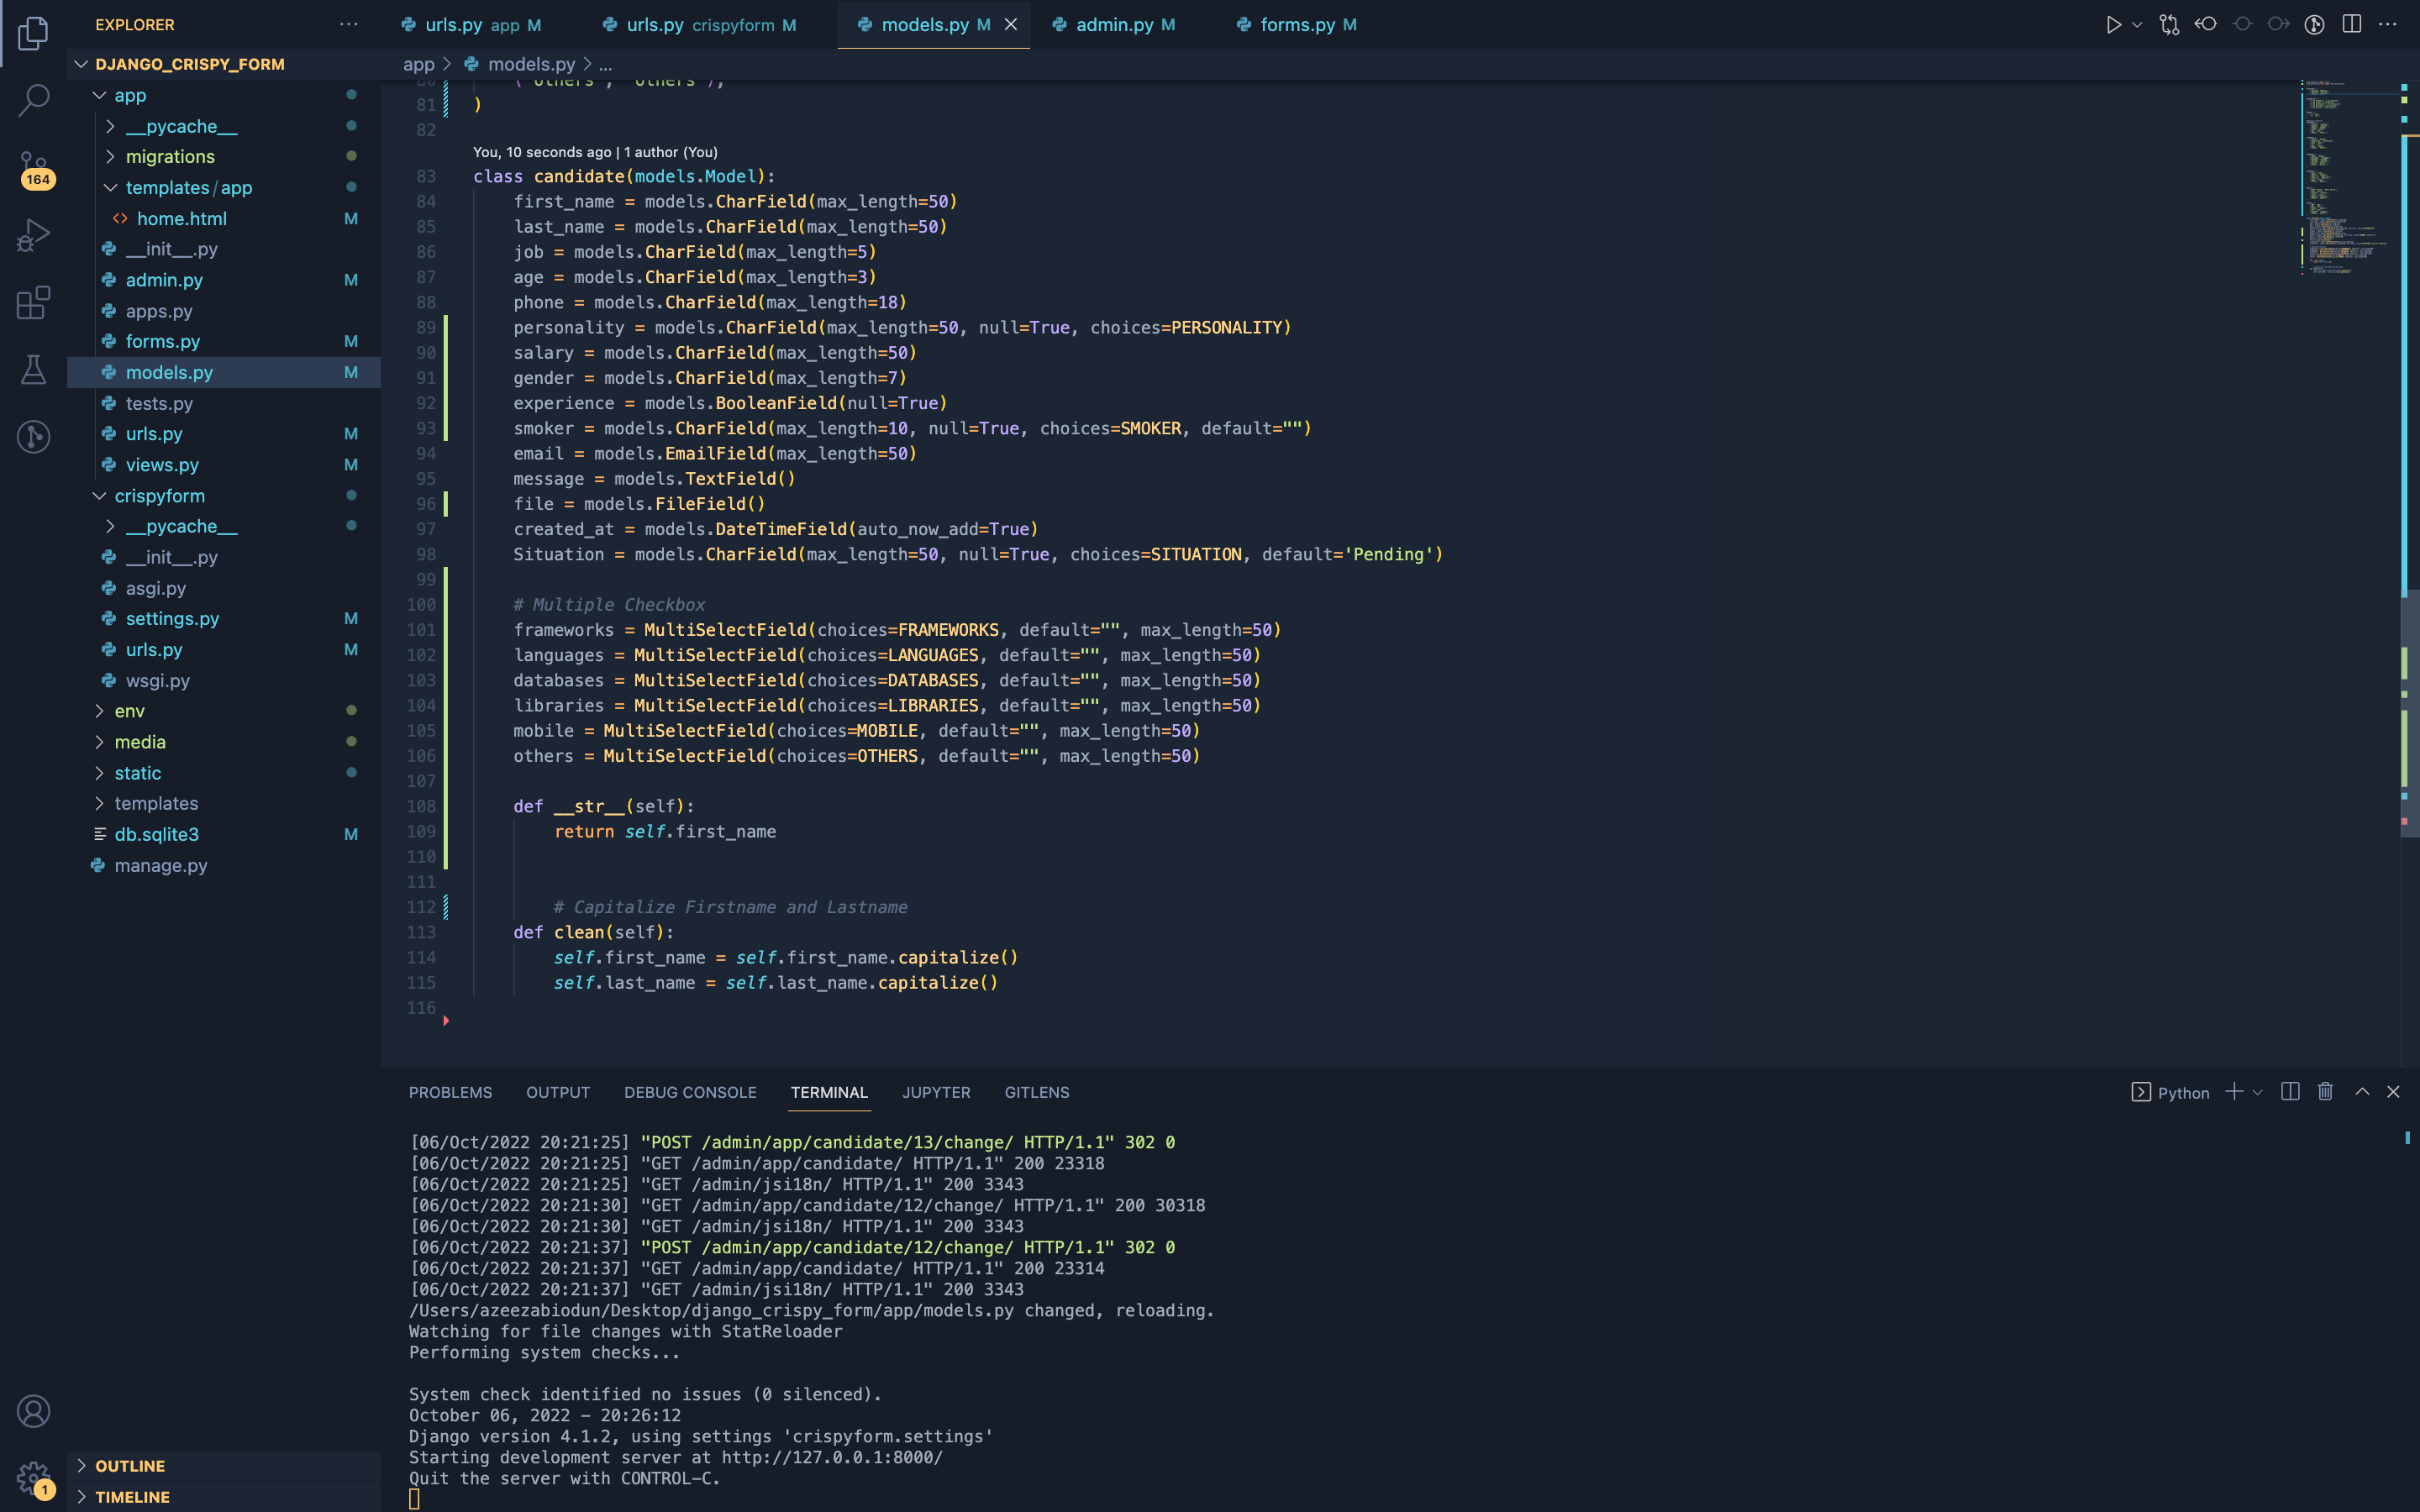 EXPLORER
urls.py app M
urls.py crispyform M
models.py M
admin.py M
forms.py M
DJANGO_CRISPY_FORM
app
__pycache__
migrations
templates/app
home.html M
__init__.py
admin.py M
apps.py
forms.py M
models.py M
tests.py
urls.py M
views.py M
crispyform
__pycache__
__init__.py
asgi.py
settings.py M
urls.py M
wsgi.py
env
media
static
templates
db.sqlite3 M
manage.py
OUTLINE
TIMELINE
164
1
app > models.py > ...
81 )
82
You, 10 seconds ago | 1 author (You)
83 class candidate(models.Model):
84 first_name = models.CharField(max_length=50)
85 last_name = models.CharField(max_length=50)
86 job = models.CharField(max_length=5)
87 age = models.CharField(max_length=3)
88 phone = models.CharField(max_length=18)
89 personality = models.CharField(max_length=50, null=True, choices=PERSONALITY)
90 salary = models.CharField(max_length=50)
91 gender = models.CharField(max_length=7)
92 experience = models.BooleanField(null=True)
93 smoker = models.CharField(max_length=10, null=True, choices=SMOKER, default="")
94 email = models.EmailField(max_length=50)
95 message = models.TextField()
96 file = models.FileField()
97 created_at = models.DateTimeField(auto_now_add=True)
98 Situation = models.CharField(max_length=50, null=True, choices=SITUATION, default='Pending')
99
100 # Multiple Checkbox
101 frameworks = MultiSelectField(choices=FRAMEWORKS, default="", max_length=50)
102 languages = MultiSelectField(choices=LANGUAGES, default="", max_length=50)
103 databases = MultiSelectField(choices=DATABASES, default="", max_length=50)
104 libraries = MultiSelectField(choices=LIBRARIES, default="", max_length=50)
105 mobile = MultiSelectField(choices=MOBILE, default="", max_length=50)
106 others = MultiSelectField(choices=OTHERS, default="", max_length=50)
107
108 def __str__(self):
109 return self.first_name
110
111
112 # Capitalize Firstname and Lastname
113 def clean(self):
114 self.first_name = self.first_name.capitalize()
115 self.last_name = self.last_name.capitalize()
116
PROBLEMS OUTPUT DEBUG CONSOLE TERMINAL JUPYTER GITLENS
Python
[06/Oct/2022 20:21:25] "POST /admin/app/candidate/13/change/ HTTP/1.1" 302 0
[06/Oct/2022 20:21:25] "GET /admin/app/candidate/ HTTP/1.1" 200 23318
[06/Oct/2022 20:21:25] "GET /admin/jsi18n/ HTTP/1.1" 200 3343
[06/Oct/2022 20:21:30] "GET /admin/app/candidate/12/change/ HTTP/1.1" 200 30318
[06/Oct/2022 20:21:30] "GET /admin/jsi18n/ HTTP/1.1" 200 3343
[06/Oct/2022 20:21:37] "POST /admin/app/candidate/12/change/ HTTP/1.1" 302 0
[06/Oct/2022 20:21:37] "GET /admin/app/candidate/ HTTP/1.1" 200 23314
[06/Oct/2022 20:21:37] "GET /admin/jsi18n/ HTTP/1.1" 200 3343
/Users/azeezabiodun/Desktop/django_crispy_form/app/models.py changed, reloading.
Watching for file changes with StatReloader
Performing system checks...
System check identified no issues (0 silenced).
October 06, 2022 - 20:26:12
Django version 4.1.2, using settings 'crispyform.settings'
Starting development server at http://127.0.0.1:8000/
Quit the server with CONTROL-C.